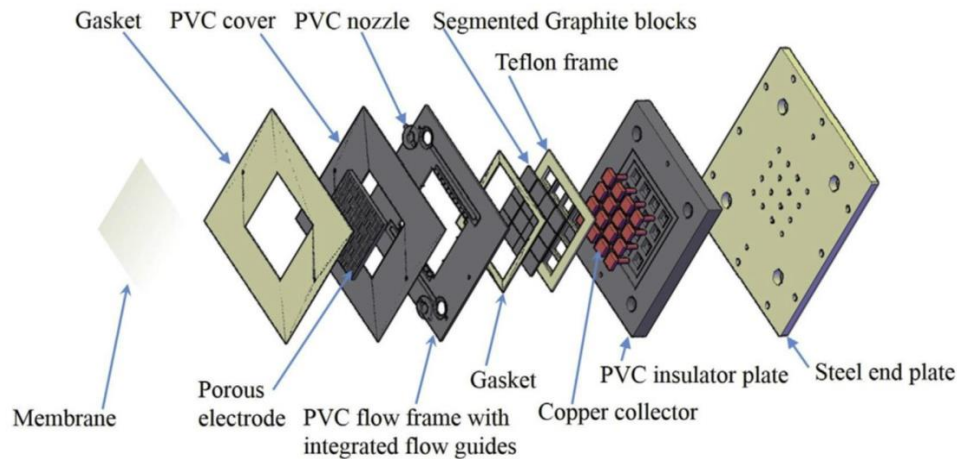 Gasket
PVC cover
PVC nozzle
Segmented Graphite blocks
Teflon frame
Membrane
Porous
electrode
PVC flow frame with
integrated flow guides
Gasket
Copper collector
PVC insulator plate
Steel end plate